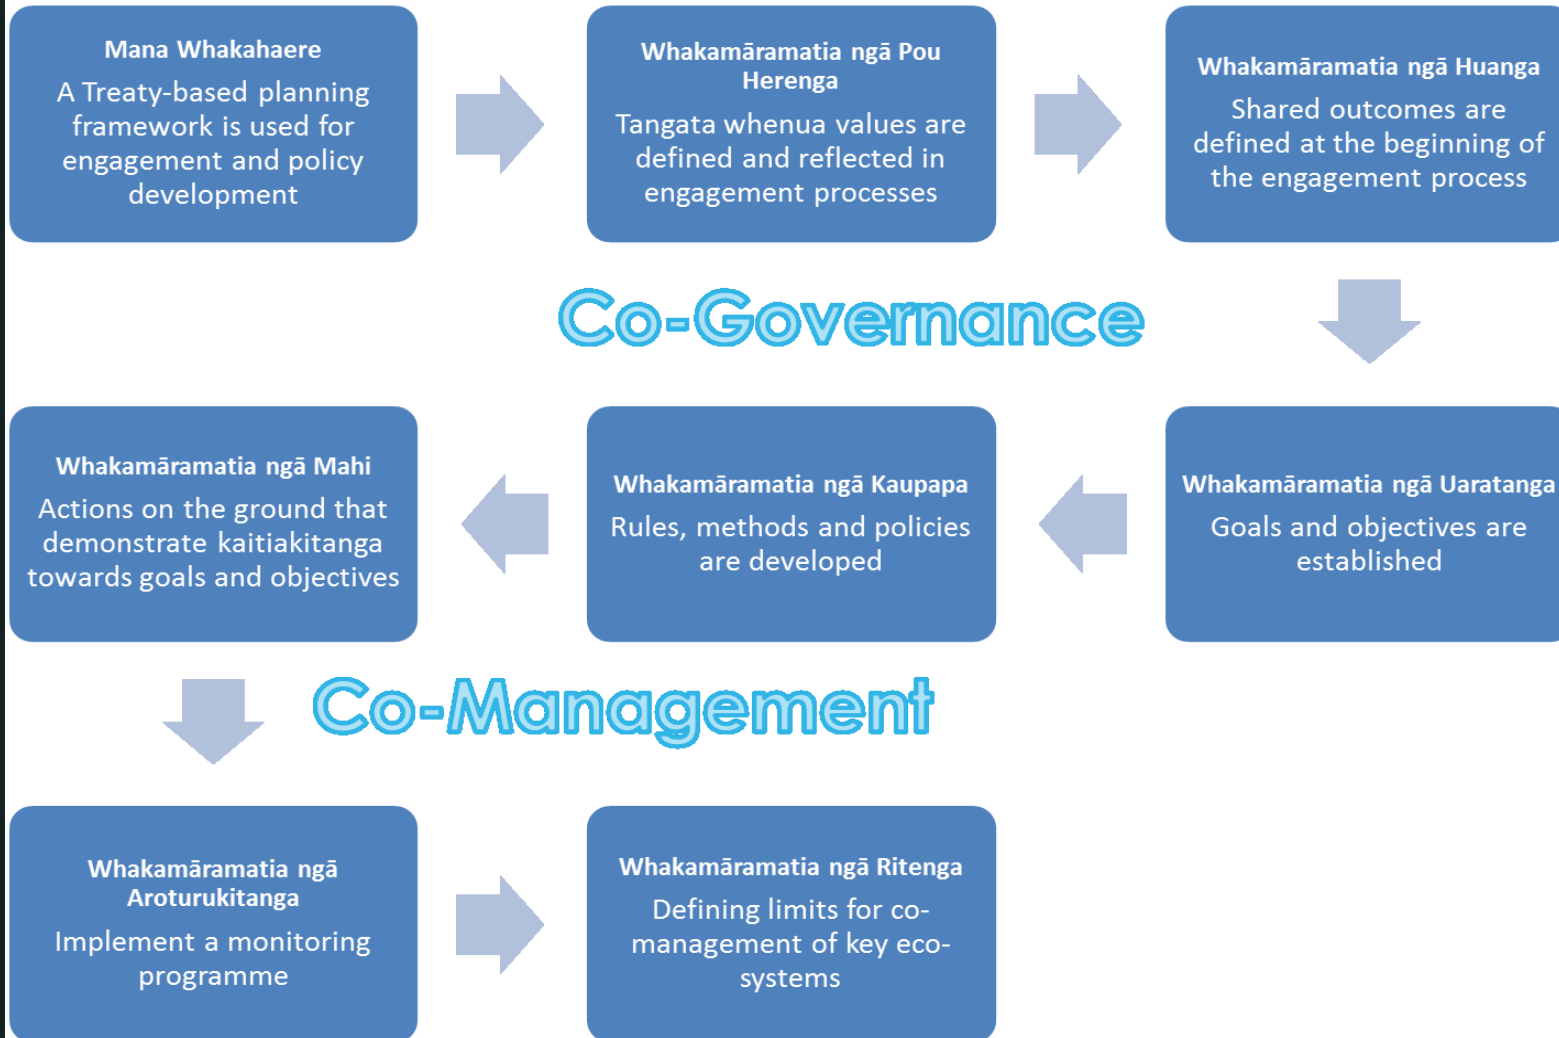 Mana Whakahaere
A Treaty-based planning
framework is used for
engagement and policy
development
Whakamāramatia ngā Pou
Herenga
Tangata whenua values are
defined and reflected in
engagement processes
Whakamāramatia ngā Huanga
Shared outcomes are
defined at the beginning of
the engagement process
Co-Governance
Whakamāramatia ngā Uaratanga
Goals and objectives are
established
Whakamāramatia ngā Kaupapa
Rules, methods and policies
are developed
Whakamāramatia ngā Mahi
Actions on the ground that
demonstrate kaitiakitanga
towards goals and objectives
Co-Management
Whakamāramatia ngā
Aroturukitanga
Implement a monitoring
programme
Whakamāramatia ngā Ritenga
Defining limits for co-
management of key eco-
systems